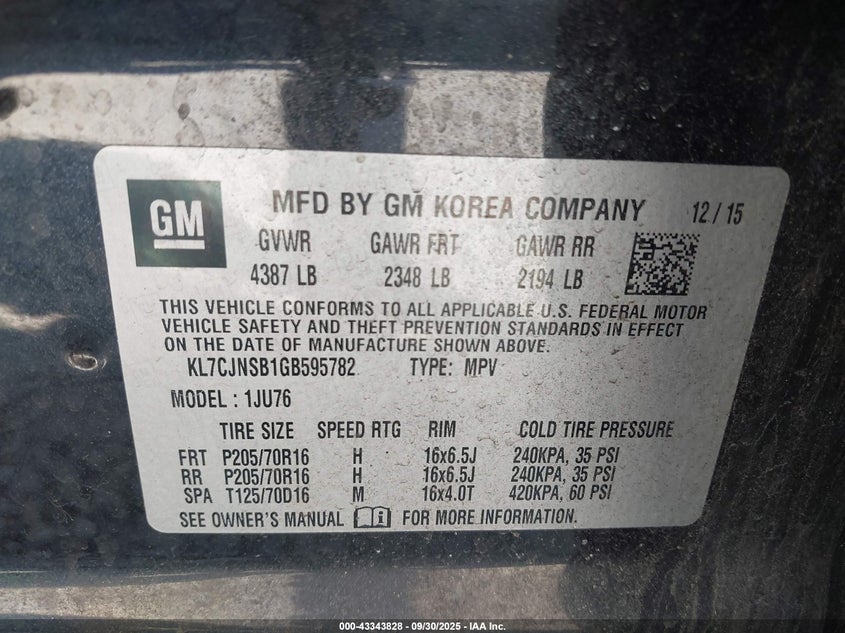 GM
MFD BY GM KOREA COMPANY 12/15
GVWR GAWR FRT GAWR RR
4387 LB 2348 LB 2194 LB
THIS VEHICLE CONFORMS TO ALL APPLICABLE U.S. FEDERAL MOTOR
VEHICLE SAFETY AND THEFT PREVENTION STANDARDS IN EFFECT
ON THE DATE OF MANUFACTURE SHOWN ABOVE.
KL7CJNSB1GB595782 TYPE: MPV
MODEL: 1JU76
TIRE SIZE SPEED RTG RIM COLD TIRE PRESSURE
FRT P205/70R16 H 16x6.5J 240KPA, 35 PSI
RR P205/70R16 H 16x6.5J 240KPA, 35 PSI
SPA T125/70D16 M 16x4.0T 420KPA, 60 PSI
SEE OWNER'S MANUAL i FOR MORE INFORMATION.
000-43343828 - 09/30/2025 - IAA Inc.